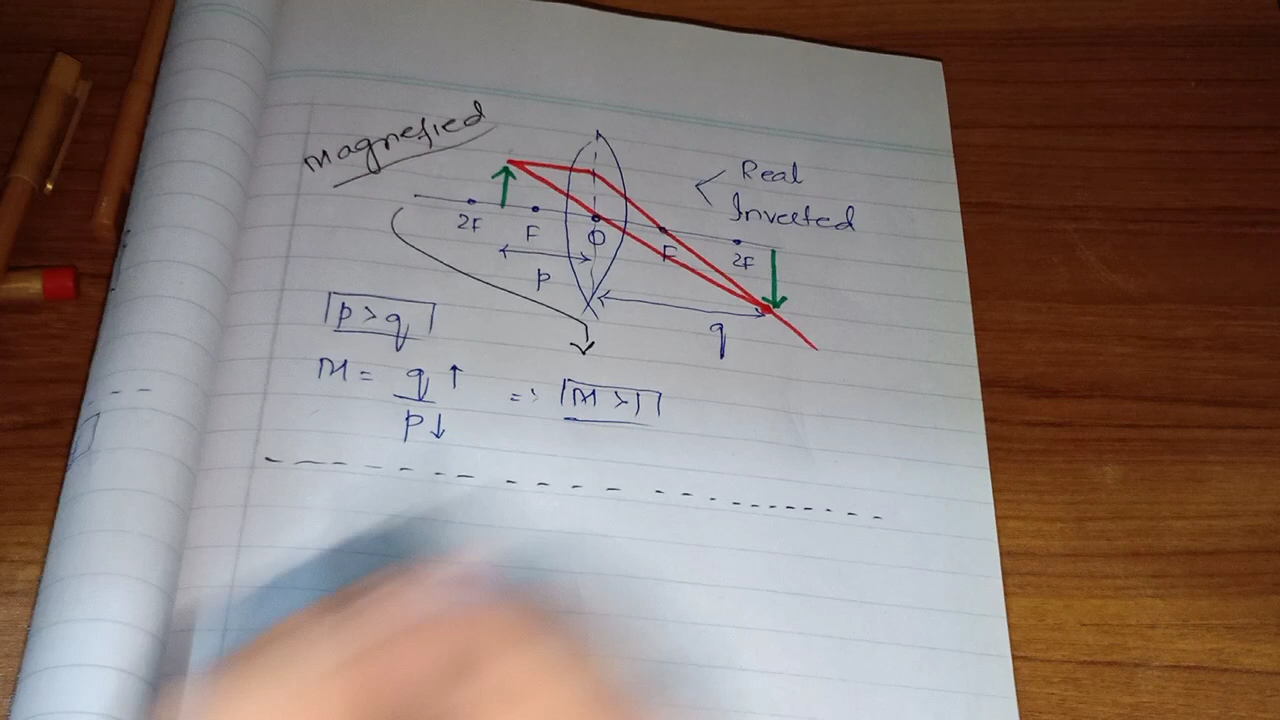 Magnefied
Real
Inverted
2F F O F 2F
p
q
p > q
M = q ↑ / p ↓ => M > 1